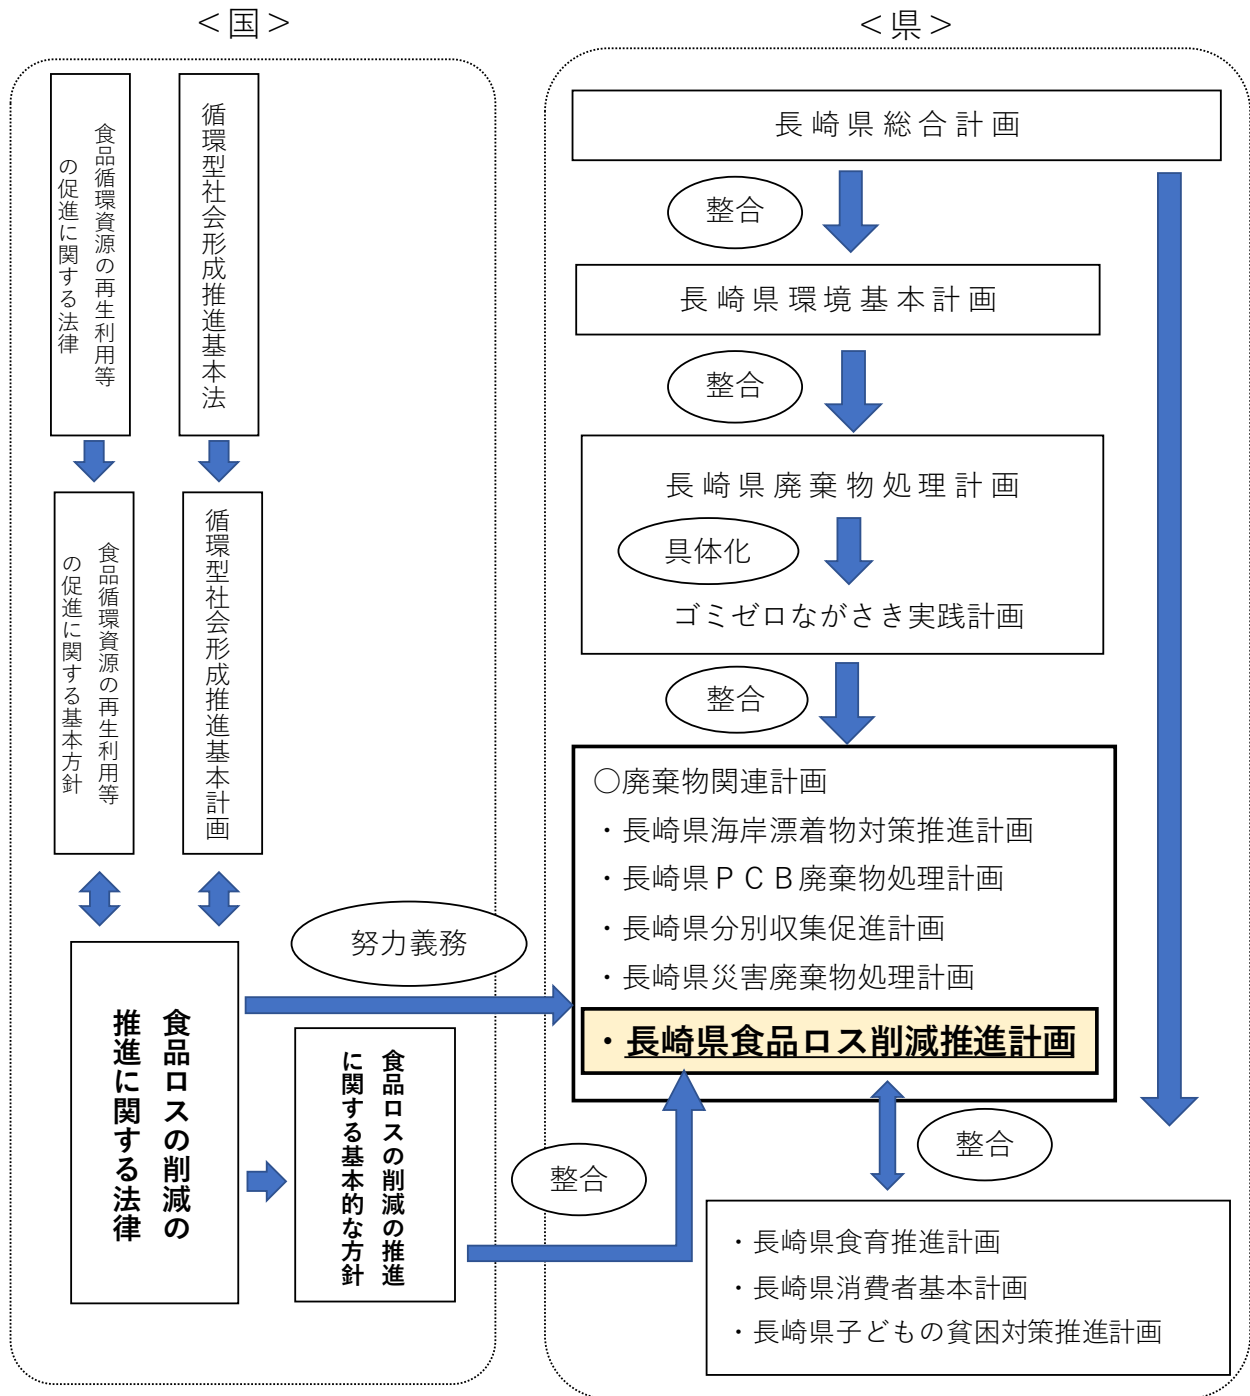 ＜国＞
食品循環資源の再生利用等
の促進に関する法律
循環型社会形成推進基本法
食品循環資源の再生利用等
の促進に関する基本方針
循環型社会形成推進基本計画
食品ロスの削減の
推進に関する法律
食品ロスの削減の推進
に関する基本的な方針
努力義務
整合
＜県＞
長崎県総合計画
整合
長崎県環境基本計画
整合
長崎県廃棄物処理計画
具体化
ゴミゼロながさき実践計画
整合
○廃棄物関連計画
・長崎県海岸漂着物対策推進計画
・長崎県ＰＣＢ廃棄物処理計画
・長崎県分別収集促進計画
・長崎県災害廃棄物処理計画
・長崎県食品ロス削減推進計画
整合
・長崎県食育推進計画
・長崎県消費者基本計画
・長崎県子どもの貧困対策推進計画